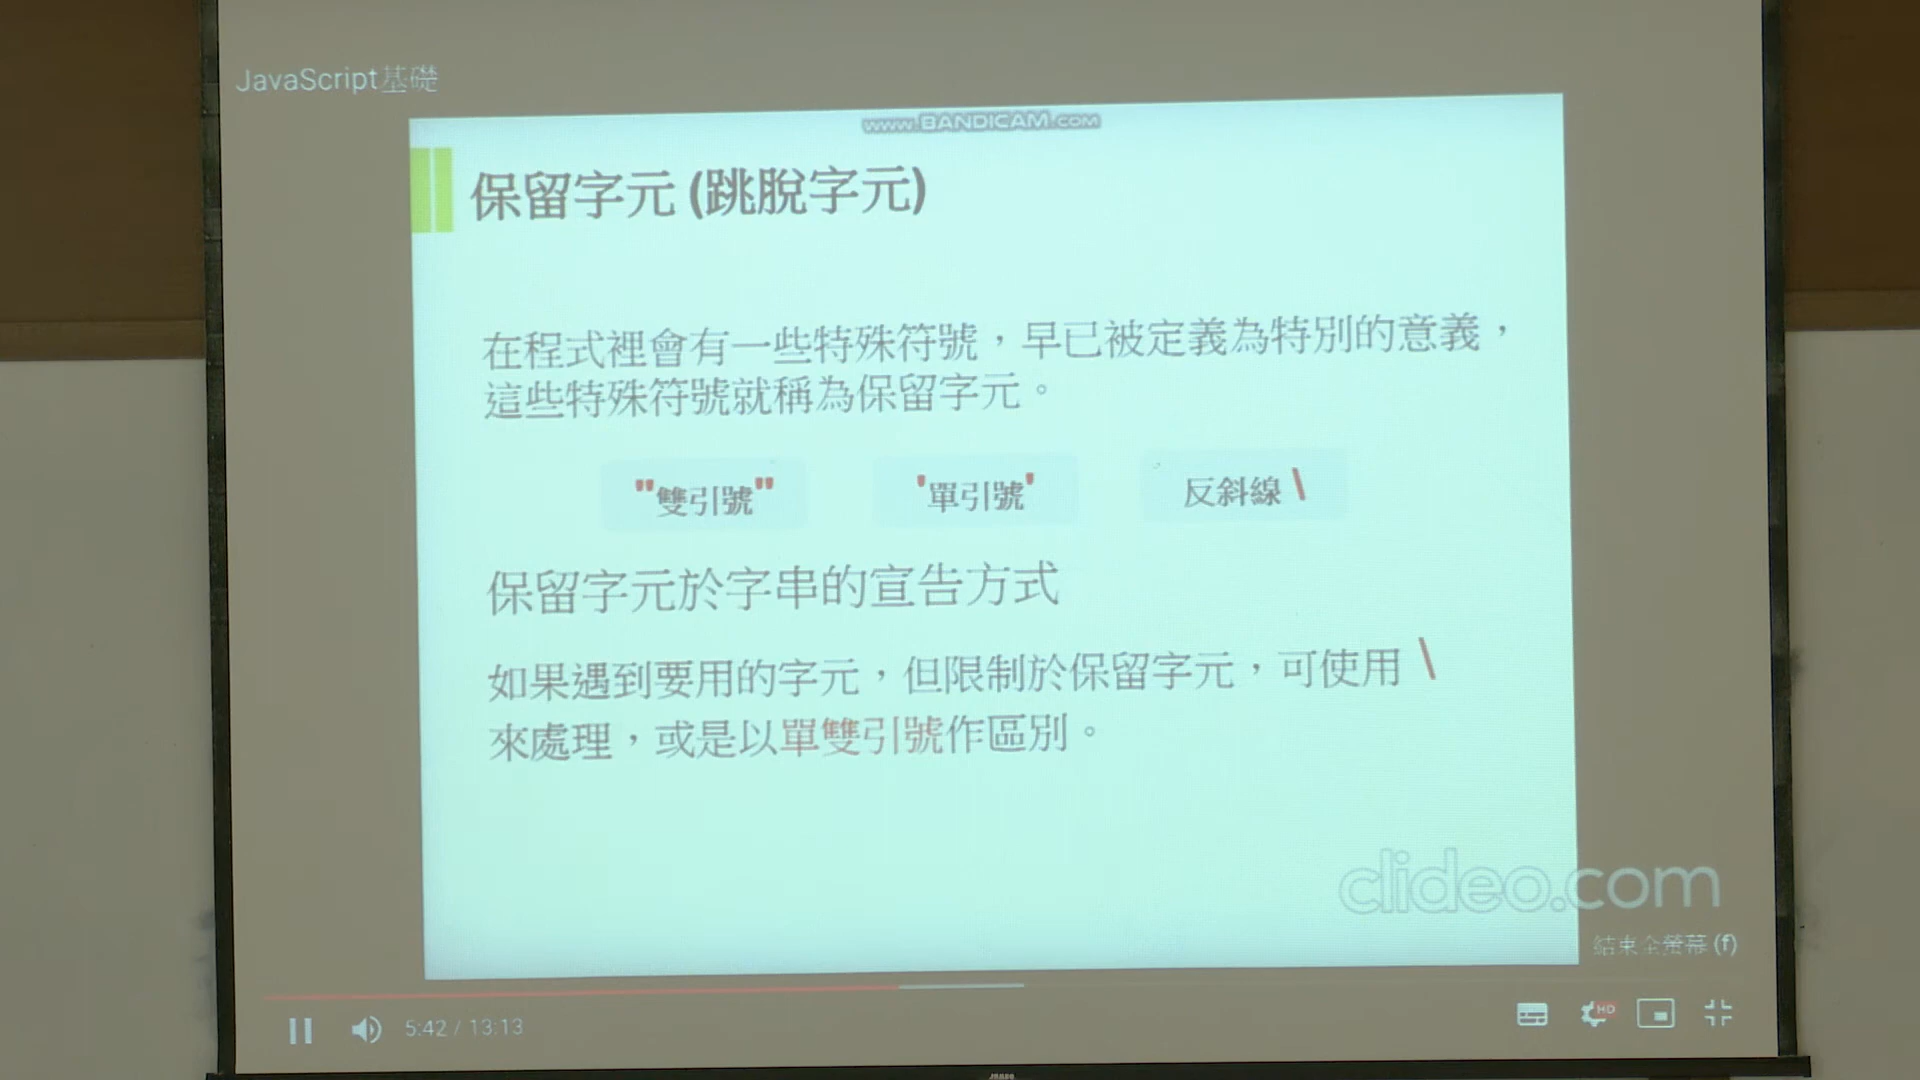 JavaScript基礎
www.BANDICAM.com
保留字元 (跳脫字元)
在程式裡會有一些特殊符號，早已被定義為特別的意義，
這些特殊符號就稱為保留字元。
"雙引號" '單引號' 反斜線 \
保留字元於字串的宣告方式
如果遇到要用的字元，但限制於保留字元，可使用 \
來處理，或是以單雙引號作區別。
clideo.com
結束全螢幕 (f)
5:42 / 13:13
HD